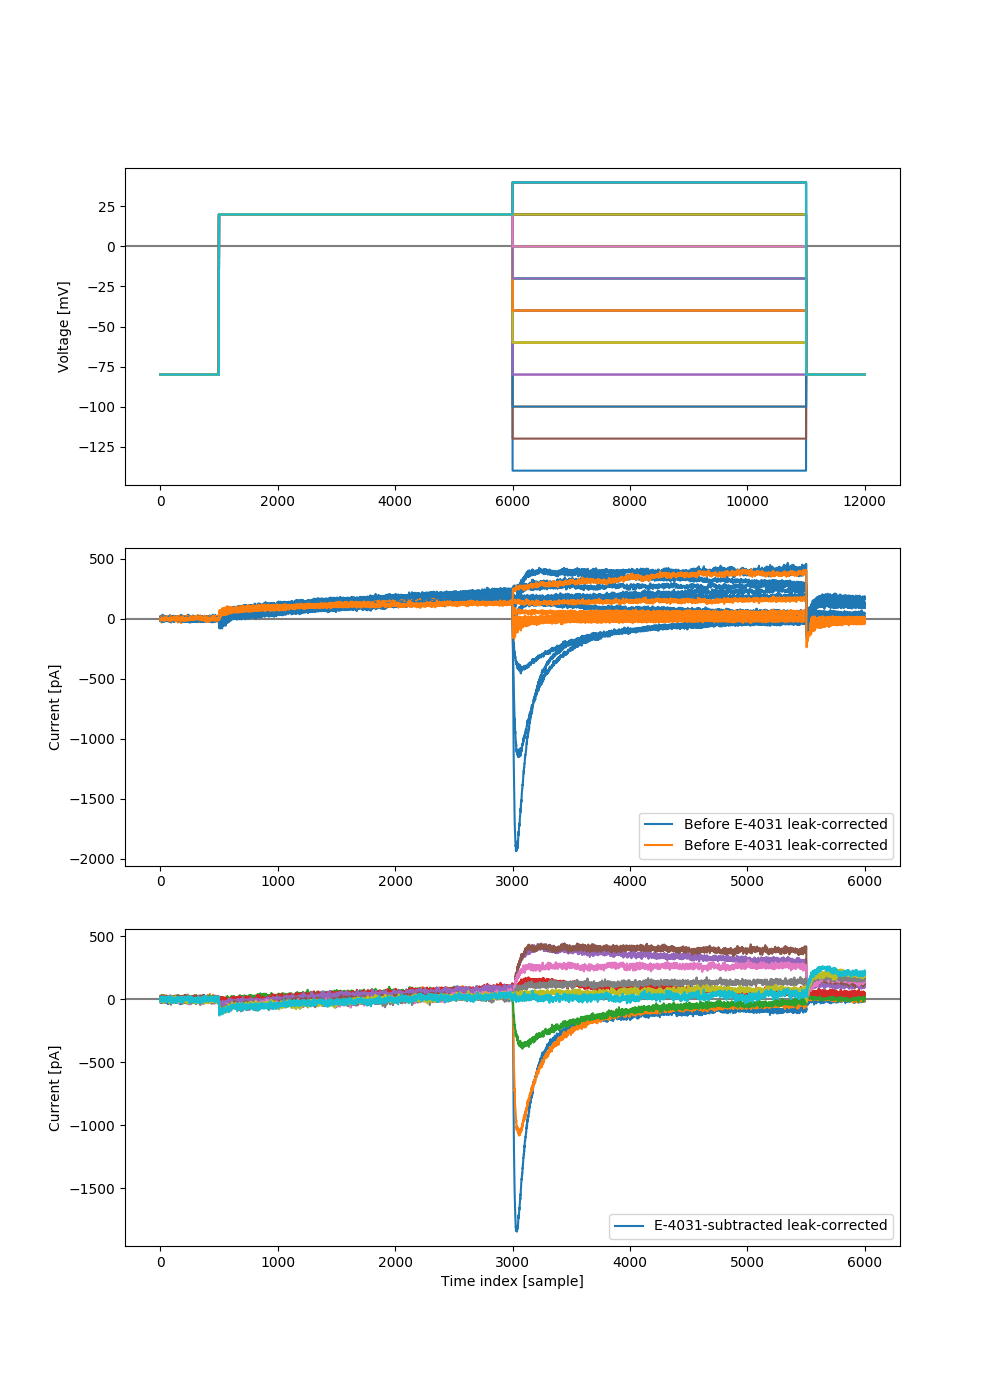 25
0
−25
−50
−75
−100
−125
Voltage [mV]
0 2000 4000 6000 8000 10000 12000
500
0
−500
−1000
−1500
−2000
Current [pA]
Before E-4031 leak-corrected
Before E-4031 leak-corrected
0 1000 2000 3000 4000 5000 6000
500
0
−500
−1000
−1500
Current [pA]
E-4031-subtracted leak-corrected
0 1000 2000 3000 4000 5000 6000
Time index [sample]